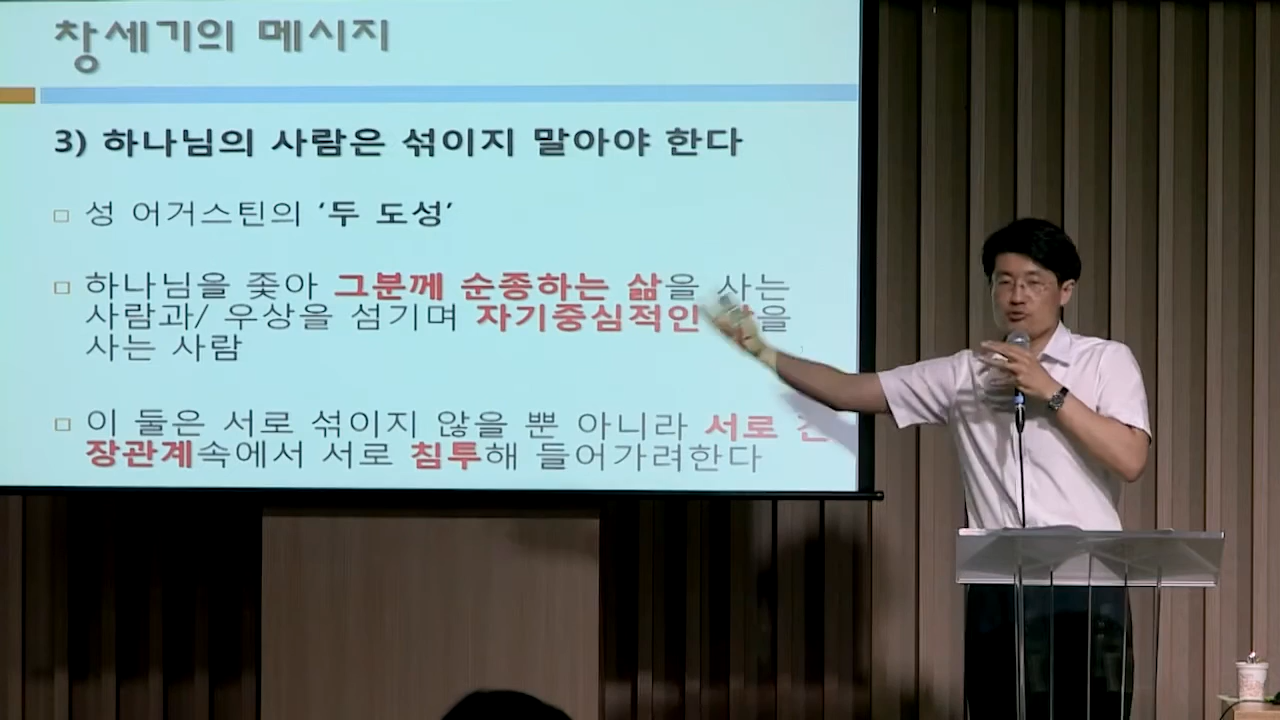 창세기의 메시지
3) 하나님의 사람은 섞이지 말아야 한다
□ 성 어거스틴의 ‘두 도성’
□ 하나님을 좇아 그분께 순종하는 삶을 사는
사람과/ 우상을 섬기며 자기중심적인 을
사는 사람
□ 이 둘은 서로 섞이지 않을 뿐 아니라 서로 긴
장관계속에서 서로 침투해 들어가려한다